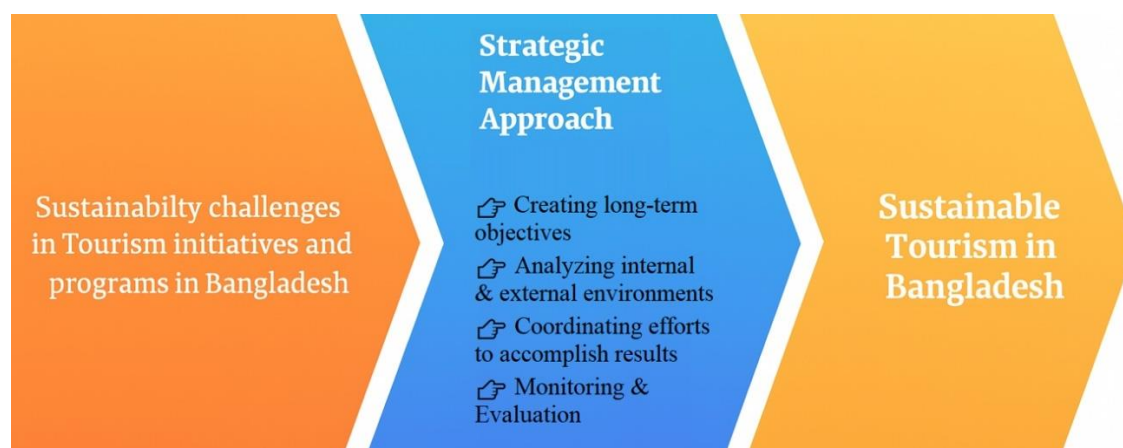 Sustainabilty challenges
in Tourism initiatives and
programs in Bangladesh
Strategic
Management
Approach
Creating long-term
objectives
Analyzing internal
& external environments
Coordinating efforts
to accomplish results
Monitoring &
Evaluation
Sustainable
Tourism in
Bangladesh